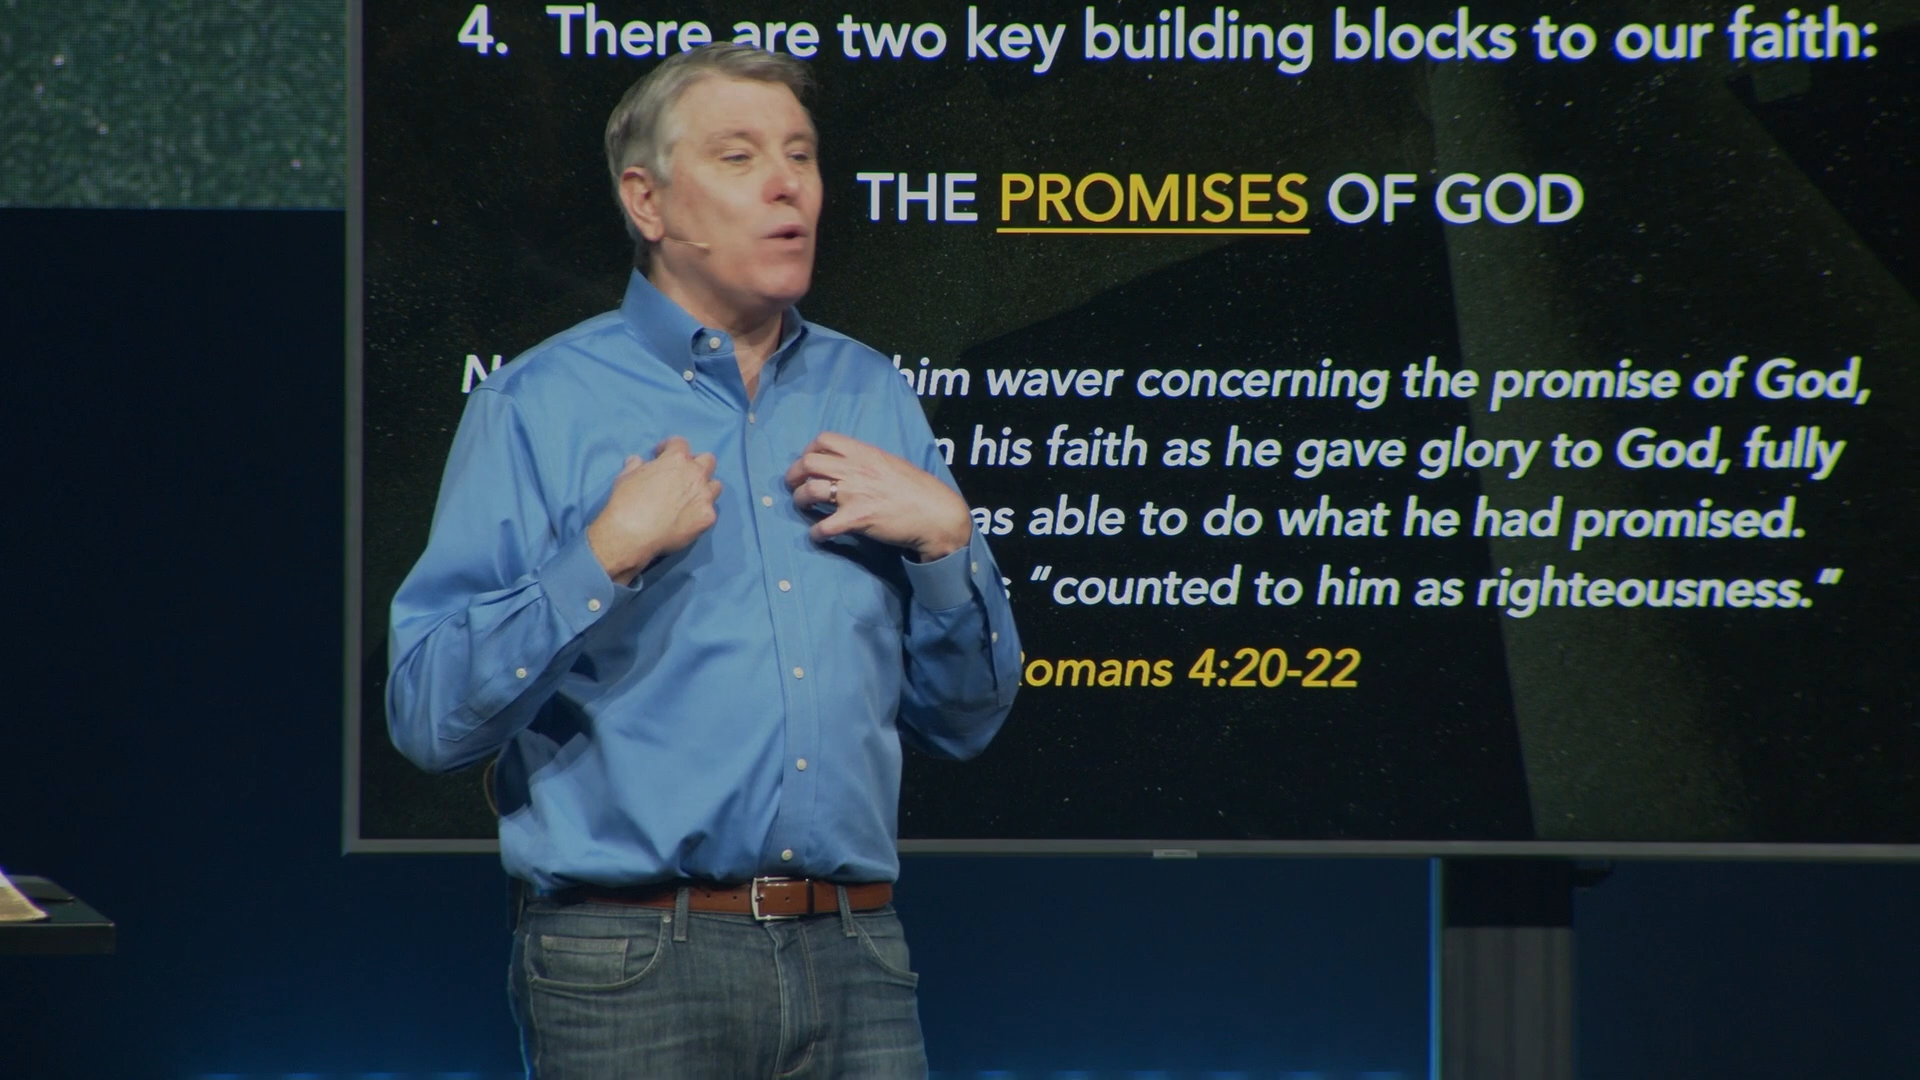 4. There are two key building blocks to our faith:
THE PROMISES OF GOD
him waver concerning the promise of God,
his faith as he gave glory to God, fully
able to do what he had promised.
“counted to him as righteousness.”
Romans 4:20-22